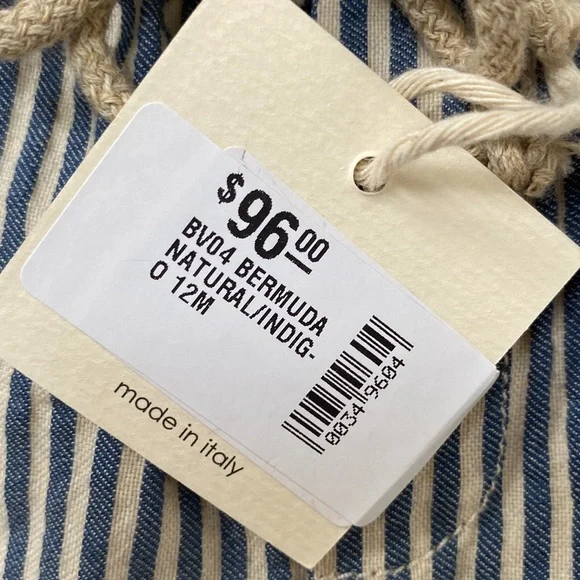 $96.00
BV04 BERMUDA
NATURAL/INDIG-
O 12M
0034 9604
made in italy